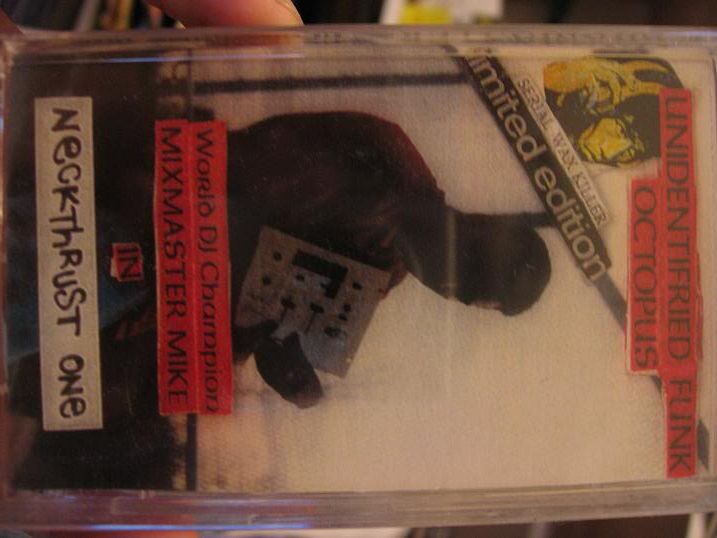 UNIDENTIFRIED FUNK
OCTOPUS
SERIAL WAX KILLER
limited edition
World DJ Champion
MIXMASTER MIKE
IN
NeCKThRuST ONe